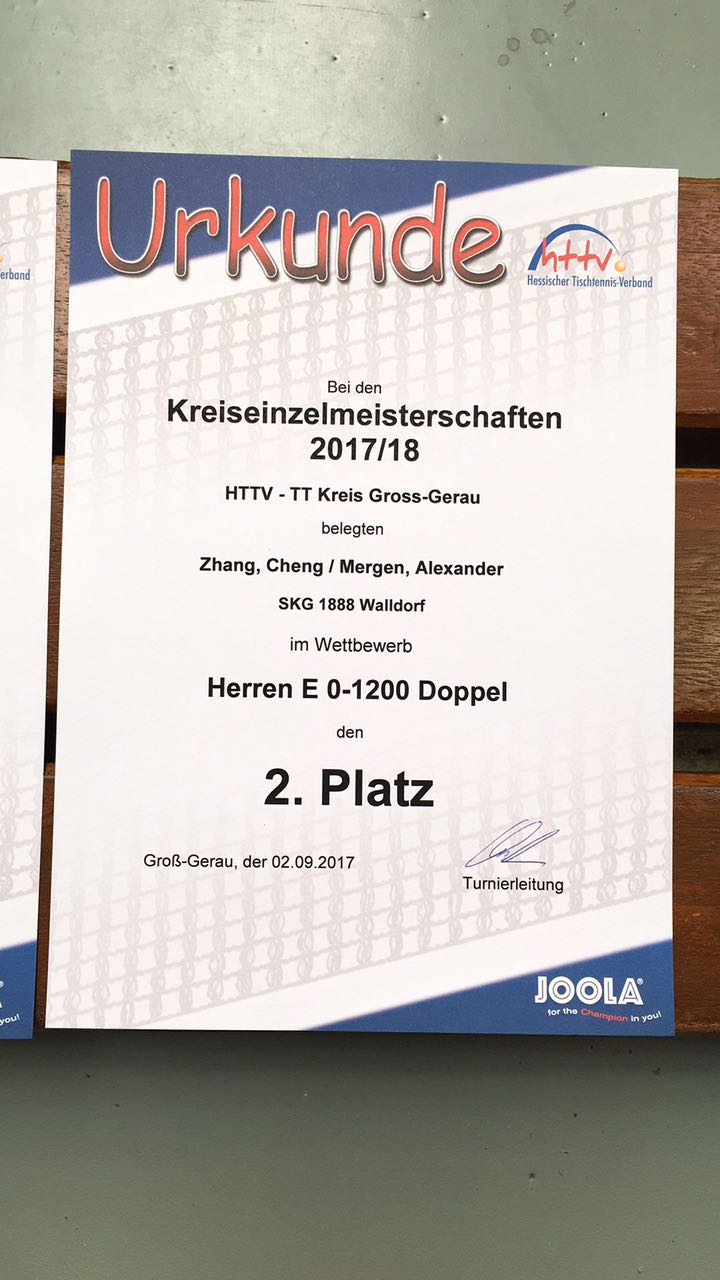 Urkunde
httv
Hessischer Tischtennis-Verband
erband
Bei den
Kreiseinzelmeisterschaften
2017/18
HTTV - TT Kreis Gross-Gerau
belegten
Zhang, Cheng / Mergen, Alexander
SKG 1888 Walldorf
im Wettbewerb
Herren E 0-1200 Doppel
den
2. Platz
Groß-Gerau, der 02.09.2017
Turnierleitung
JOOLA®
for the Champion in you!
you!